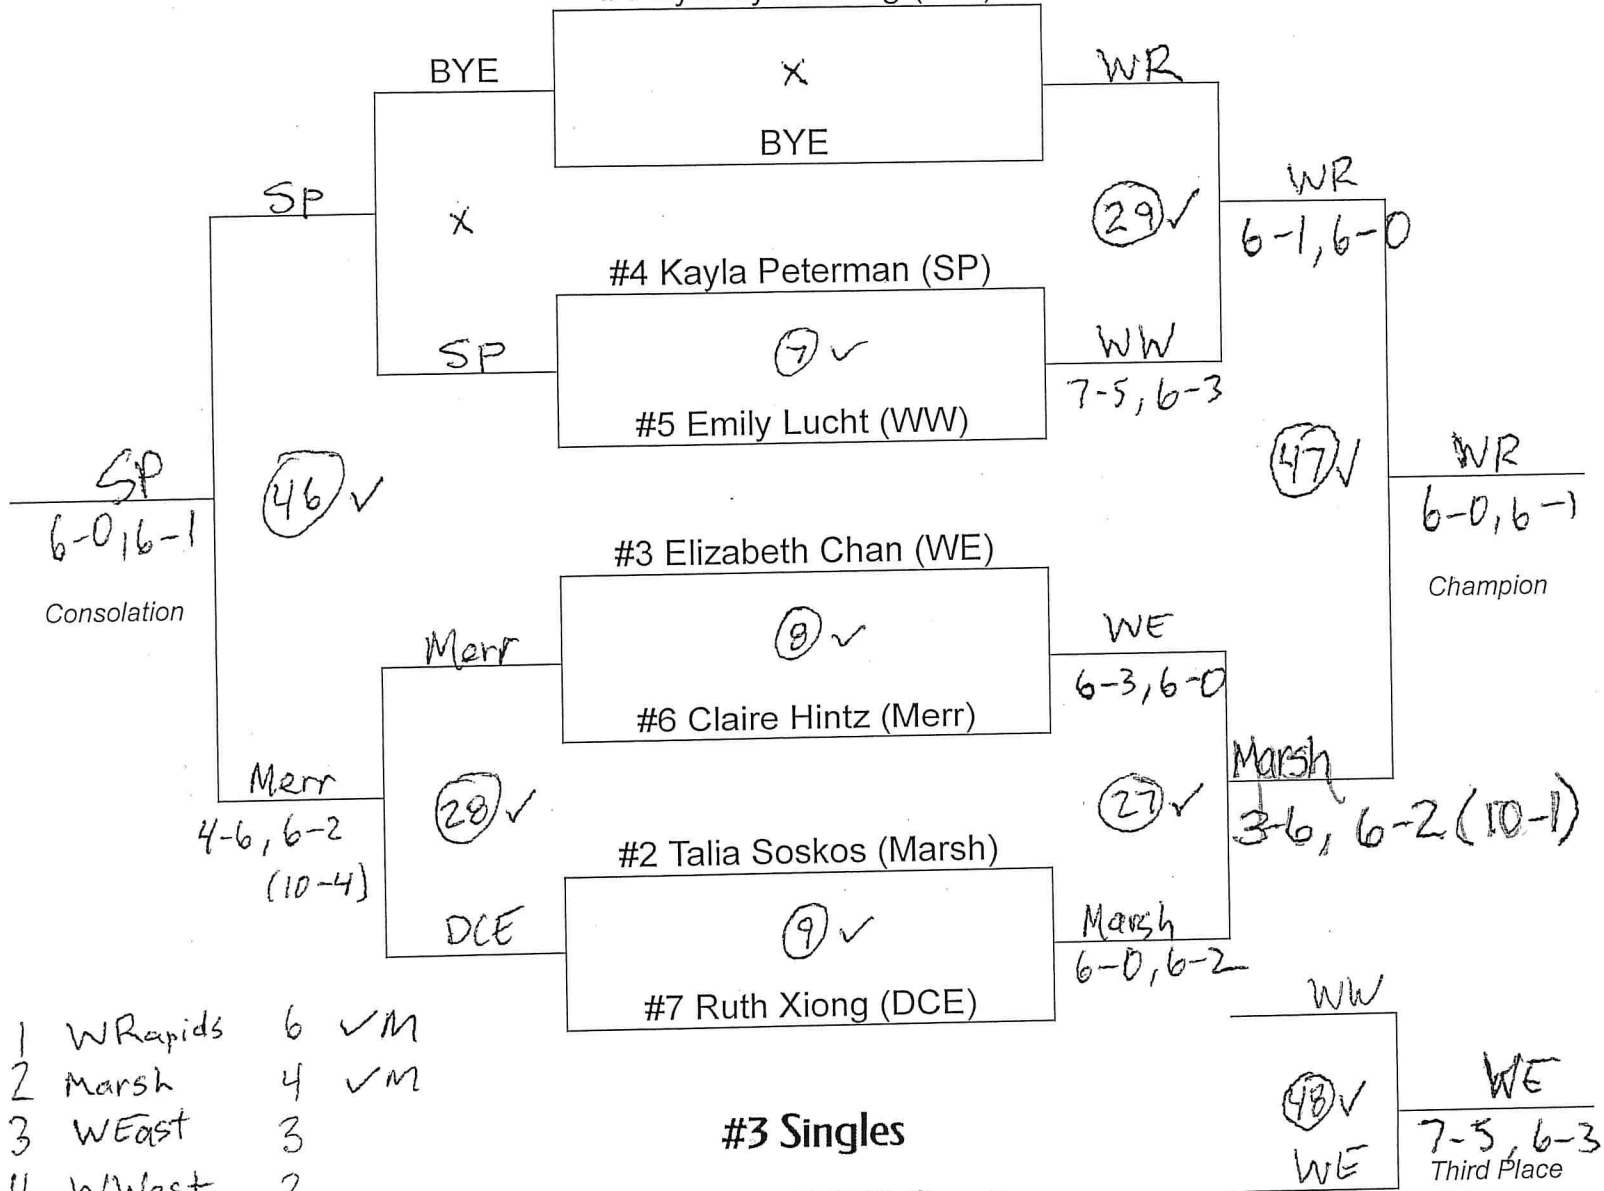 BYE
X
WR
BYE
SP
X
29 ✓
WR
6-1, 6-0
#4 Kayla Peterman (SP)
SP
7 ✓
WW
7-5, 6-3
#5 Emily Lucht (WW)
SP
6-0, 6-1
Consolation
46 ✓
47 ✓
WR
6-0, 6-1
Champion
#3 Elizabeth Chan (WE)
Merr
8 ✓
WE
6-3, 6-0
#6 Claire Hintz (Merr)
Merr
4-6, 6-2
(10-4)
28 ✓
27 ✓
Marsh
3-6, 6-2 (10-1)
#2 Talia Soskos (Marsh)
DCE
9 ✓
Marsh
6-0, 6-2
#7 Ruth Xiong (DCE)
1 WRapids 6 ✓M
2 Marsh 4 ✓M
3 WEast 3
4 WWest 2
#3 Singles
WW
48 ✓
WE
WE
7-5, 6-3
Third Place